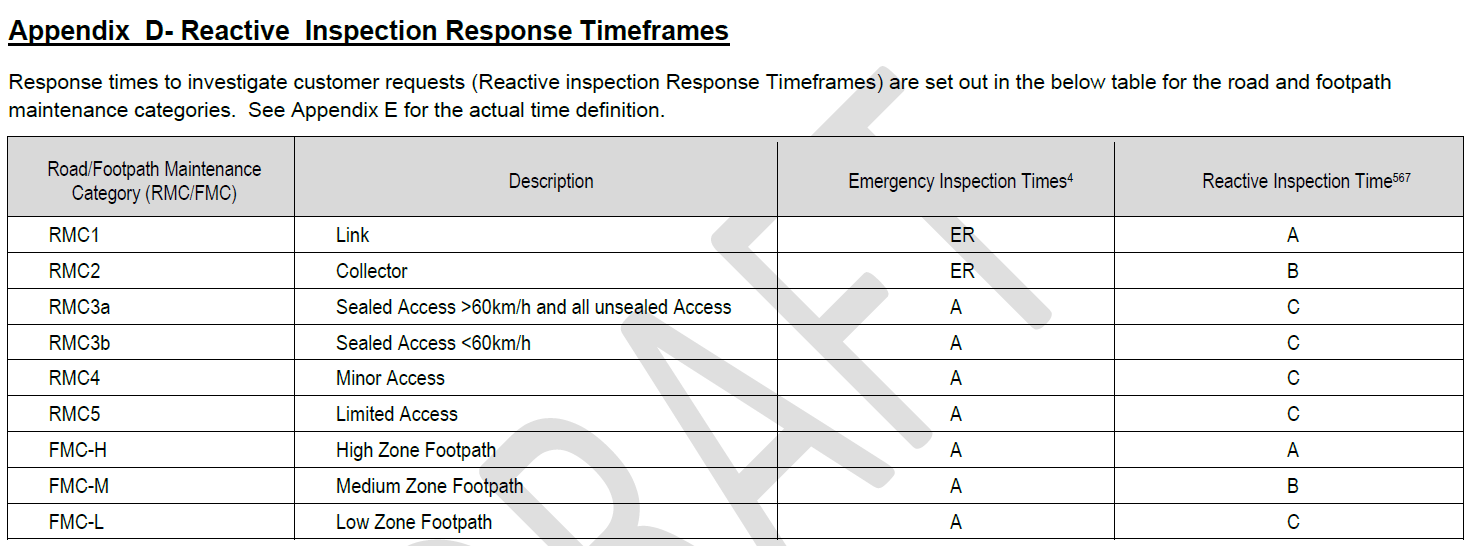 Appendix D- Reactive Inspection Response Timeframes
Response times to investigate customer requests (Reactive inspection Response Timeframes) are set out in the below table for the road and footpath
maintenance categories. See Appendix E for the actual time definition.
Road/Footpath Maintenance
Category (RMC/FMC)
Description
Emergency Inspection Times⁴
Reactive Inspection Time⁵⁶⁷
RMC1 Link ER A
RMC2 Collector ER B
RMC3a Sealed Access >60km/h and all unsealed Access A C
RMC3b Sealed Access <60km/h A C
RMC4 Minor Access A C
RMC5 Limited Access A C
FMC-H High Zone Footpath A A
FMC-M Medium Zone Footpath A B
FMC-L Low Zone Footpath A C
DRAFT